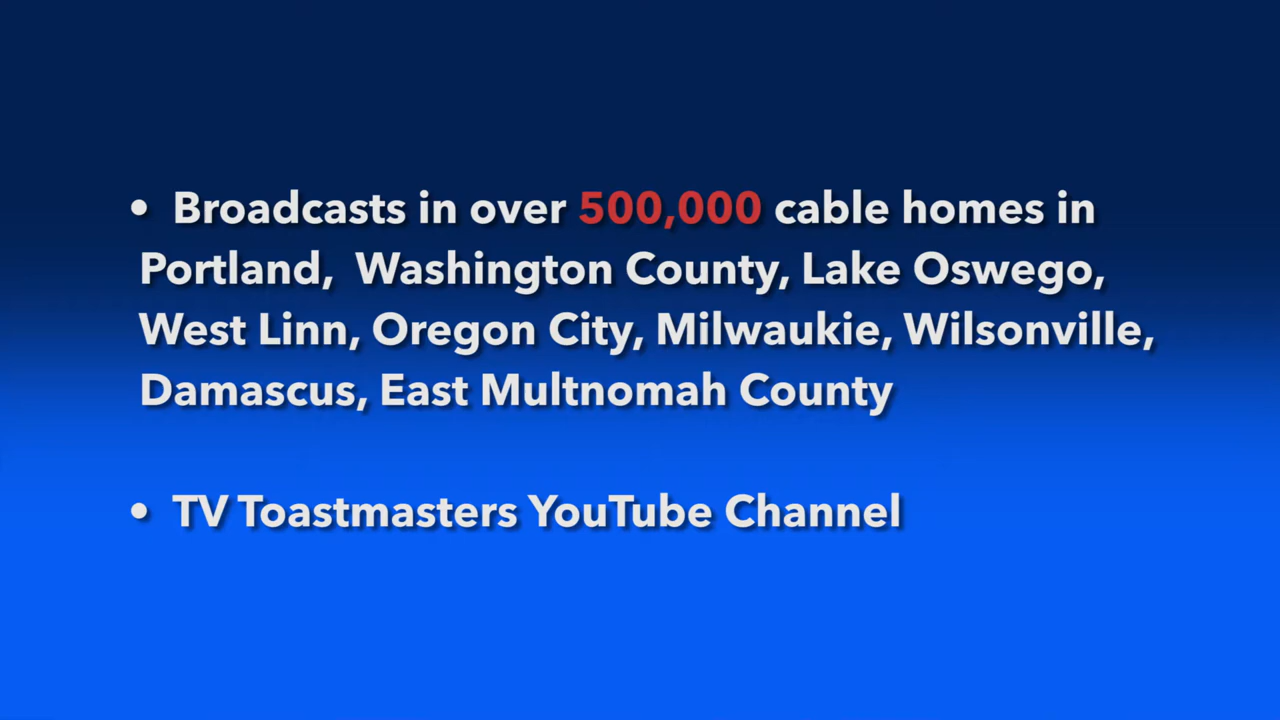 • Broadcasts in over 500,000 cable homes in
Portland, Washington County, Lake Oswego,
West Linn, Oregon City, Milwaukie, Wilsonville,
Damascus, East Multnomah County
• TV Toastmasters YouTube Channel